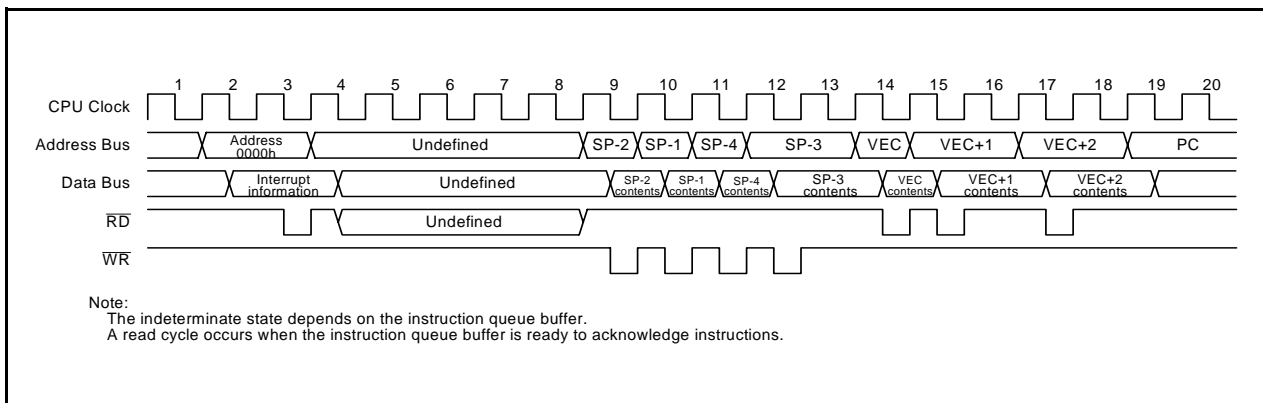 1 2 3 4 5 6 7 8 9 10 11 12 13 14 15 16 17 18 19 20
CPU Clock
Address Bus Address 0000h Undefined SP-2 SP-1 SP-4 SP-3 VEC VEC+1 VEC+2 PC
Data Bus Interrupt information Undefined SP-2 contents SP-1 contents SP-4 contents SP-3 contents VEC contents VEC+1 contents VEC+2 contents
RD Undefined
WR
Note:
The indeterminate state depends on the instruction queue buffer.
A read cycle occurs when the instruction queue buffer is ready to acknowledge instructions.